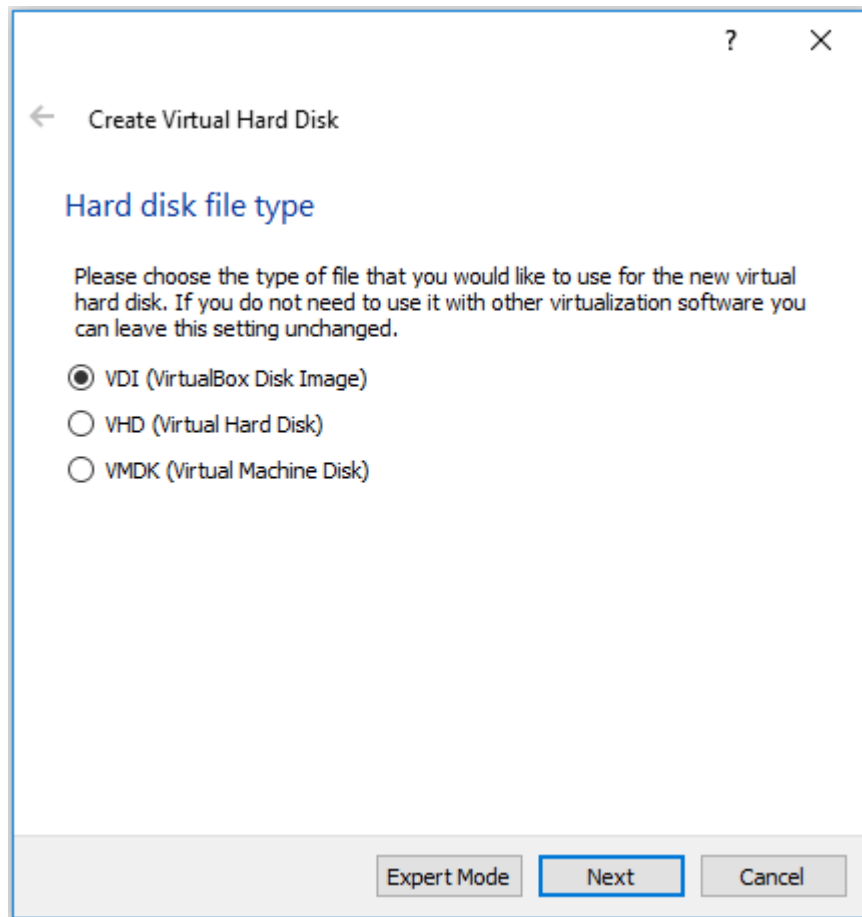 ?
Create Virtual Hard Disk
Hard disk file type
Please choose the type of file that you would like to use for the new virtual
hard disk. If you do not need to use it with other virtualization software you
can leave this setting unchanged.
VDI (VirtualBox Disk Image)
VHD (Virtual Hard Disk)
VMDK (Virtual Machine Disk)
Expert Mode Next Cancel